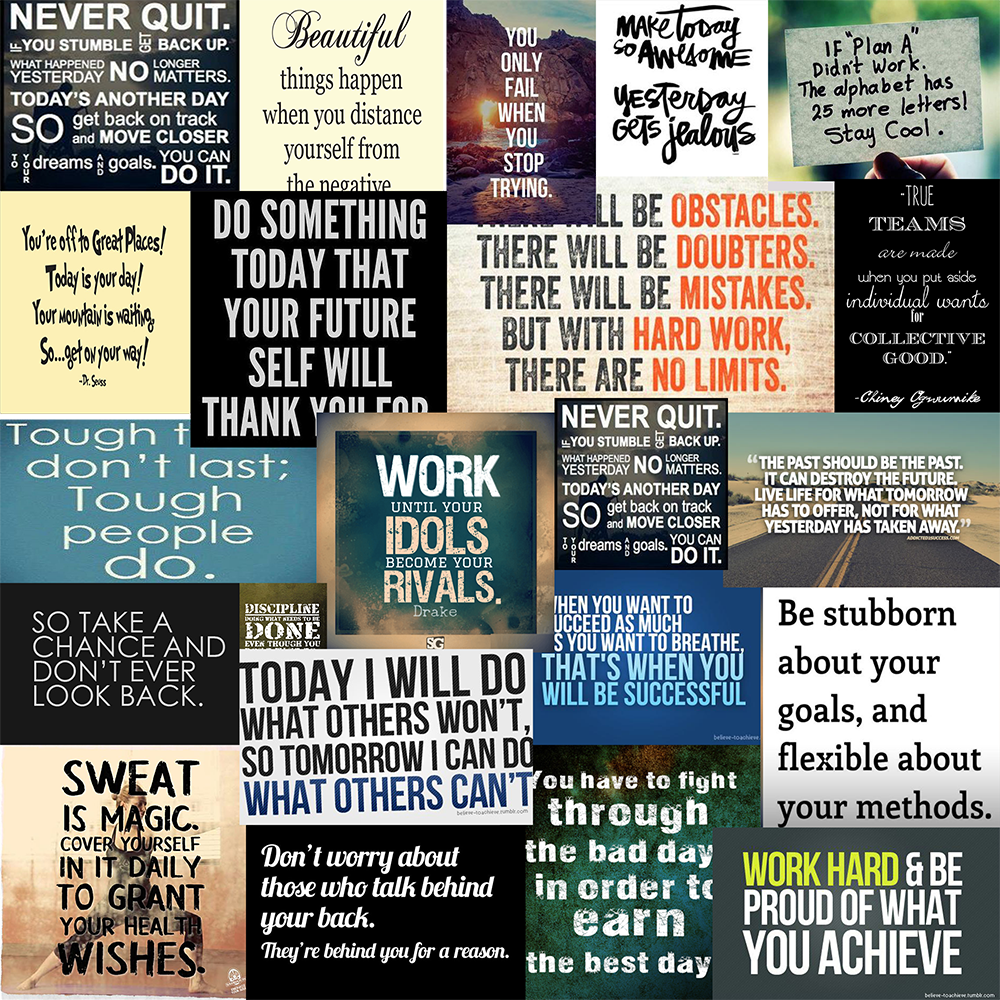 NEVER QUIT.
IF YOU STUMBLE GET BACK UP.
WHAT HAPPENED YESTERDAY NO LONGER MATTERS.
TODAY'S ANOTHER DAY
SO get back on track
and MOVE CLOSER
TO YOUR dreams AND goals. YOU CAN
DO IT.
Beautiful
things happen
when you distance
yourself from
the negative
YOU
ONLY
FAIL
WHEN
YOU
STOP
TRYING.
MAKE today
SO AWESOME
YESterday
GETS jealous
IF "Plan A"
Didn't work.
The alphabet has
25 more letters!
Stay Cool.
You're off to Great Places!
Today is your day!
Your mountain is waiting,
So...get on your way!
-Dr. Seuss
DO SOMETHING
TODAY THAT
YOUR FUTURE
SELF WILL
THANK YOU FOR
LL BE OBSTACLES.
THERE WILL BE DOUBTERS.
THERE WILL BE MISTAKES.
BUT WITH HARD WORK,
THERE ARE NO LIMITS.
-TRUE
TEAMS
are made
when you put aside
individual wants
for
COLLECTIVE
GOOD."
-Chiney Ogwumike
Tough t
don't last;
Tough
people
do.
WORK
UNTIL YOUR
IDOLS
BECOME YOUR
RIVALS.
Drake
SG
NEVER QUIT.
IF YOU STUMBLE GET BACK UP.
WHAT HAPPENED YESTERDAY NO LONGER MATTERS.
TODAY'S ANOTHER DAY
SO get back on track
and MOVE CLOSER
TO YOUR dreams AND goals. YOU CAN
DO IT.
"THE PAST SHOULD BE THE PAST.
IT CAN DESTROY THE FUTURE.
LIVE LIFE FOR WHAT TOMORROW
HAS TO OFFER, NOT FOR WHAT
YESTERDAY HAS TAKEN AWAY."
ADDICTED2SUCCESS.COM
SO TAKE A
CHANCE AND
DON'T EVER
LOOK BACK.
DISCIPLINE
DOING WHAT NEEDS TO BE
DONE
EVEN THOUGH YOU
HEN YOU WANT TO
UCCEED AS MUCH
S YOU WANT TO BREATHE,
THAT'S WHEN YOU
WILL BE SUCCESSFUL
believe-toachieve.
Be stubborn
about your
goals, and
flexible about
your methods.
TODAY I WILL DO
WHAT OTHERS WON'T,
SO TOMORROW I CAN DO
WHAT OTHERS CAN'T
believe-toachieve.tumblr.com
SWEAT
IS MAGIC.
COVER YOURSELF
IN IT DAILY
TO GRANT
YOUR HEALTH
WISHES.
Don't worry about
those who talk behind
your back.
They're behind you for a reason.
You have to fight
through
the bad day
in order to
earn
the best day
WORK HARD & BE
PROUD OF WHAT
YOU ACHIEVE
believe-toachieve.tumblr.com